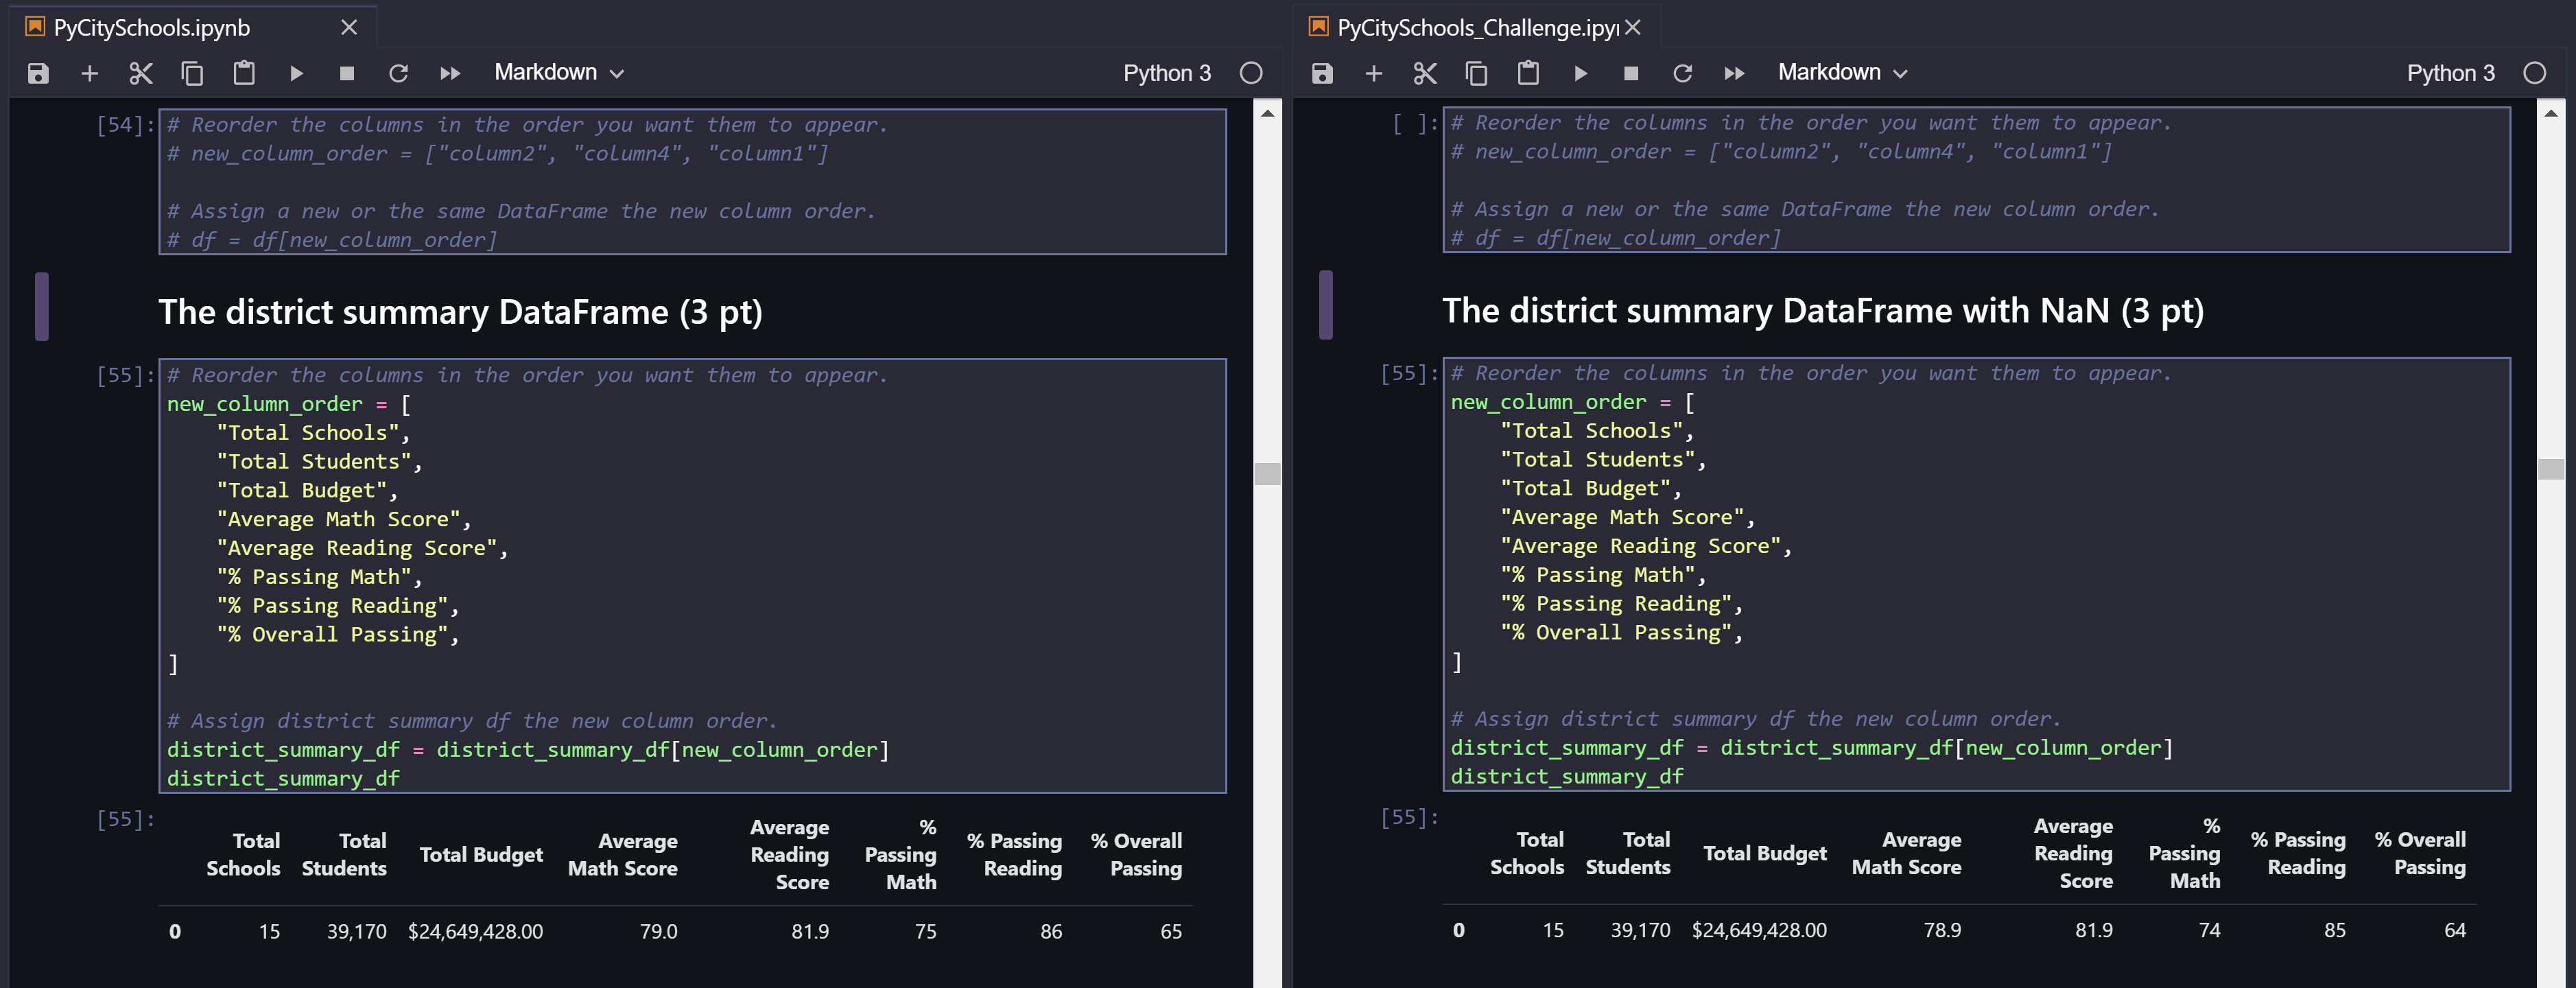 PyCitySchools.ipynb
Markdown
Python 3
[54]:
# Reorder the columns in the order you want them to appear.
# new_column_order = ["column2", "column4", "column1"]
# Assign a new or the same DataFrame the new column order.
# df = df[new_column_order]
The district summary DataFrame (3 pt)
[55]:
# Reorder the columns in the order you want them to appear.
new_column_order = [
"Total Schools",
"Total Students",
"Total Budget",
"Average Math Score",
"Average Reading Score",
"% Passing Math",
"% Passing Reading",
"% Overall Passing",
]
# Assign district summary df the new column order.
district_summary_df = district_summary_df[new_column_order]
district_summary_df
[55]:
Total Schools Total Students Total Budget Average Math Score Average Reading Score % Passing Math % Passing Reading % Overall Passing
0 15 39,170 $24,649,428.00 79.0 81.9 75 86 65
PyCitySchools_Challenge.ipy
Markdown
Python 3
[ ]:
# Reorder the columns in the order you want them to appear.
# new_column_order = ["column2", "column4", "column1"]
# Assign a new or the same DataFrame the new column order.
# df = df[new_column_order]
The district summary DataFrame with NaN (3 pt)
[55]:
# Reorder the columns in the order you want them to appear.
new_column_order = [
"Total Schools",
"Total Students",
"Total Budget",
"Average Math Score",
"Average Reading Score",
"% Passing Math",
"% Passing Reading",
"% Overall Passing",
]
# Assign district summary df the new column order.
district_summary_df = district_summary_df[new_column_order]
district_summary_df
[55]:
Total Schools Total Students Total Budget Average Math Score Average Reading Score % Passing Math % Passing Reading % Overall Passing
0 15 39,170 $24,649,428.00 78.9 81.9 74 85 64